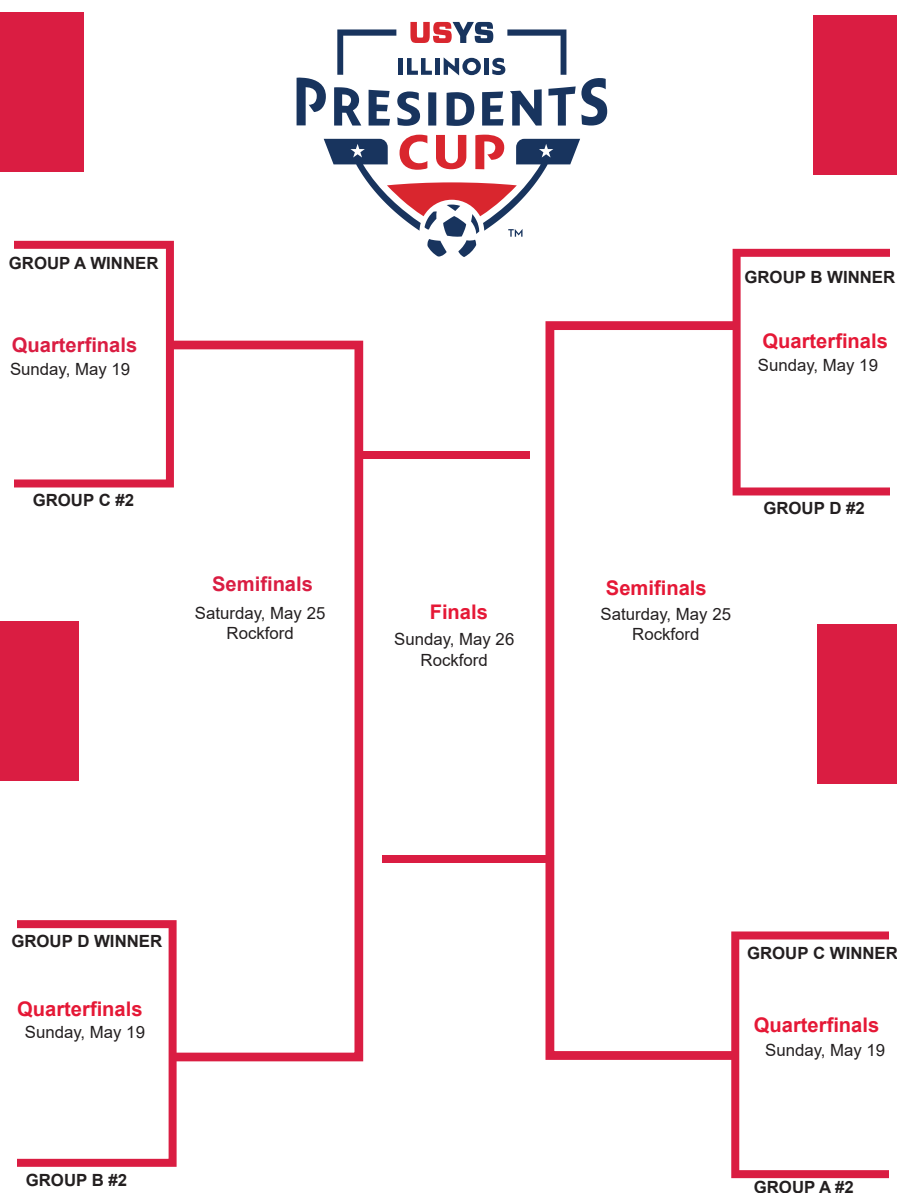 USYS
ILLINOIS
PRESIDENTS
CUP
TM
GROUP A WINNER
Quarterfinals
Sunday, May 19
GROUP C #2
GROUP B WINNER
Quarterfinals
Sunday, May 19
GROUP D #2
Semifinals
Saturday, May 25
Rockford
Finals
Sunday, May 26
Rockford
Semifinals
Saturday, May 25
Rockford
GROUP D WINNER
Quarterfinals
Sunday, May 19
GROUP B #2
GROUP C WINNER
Quarterfinals
Sunday, May 19
GROUP A #2